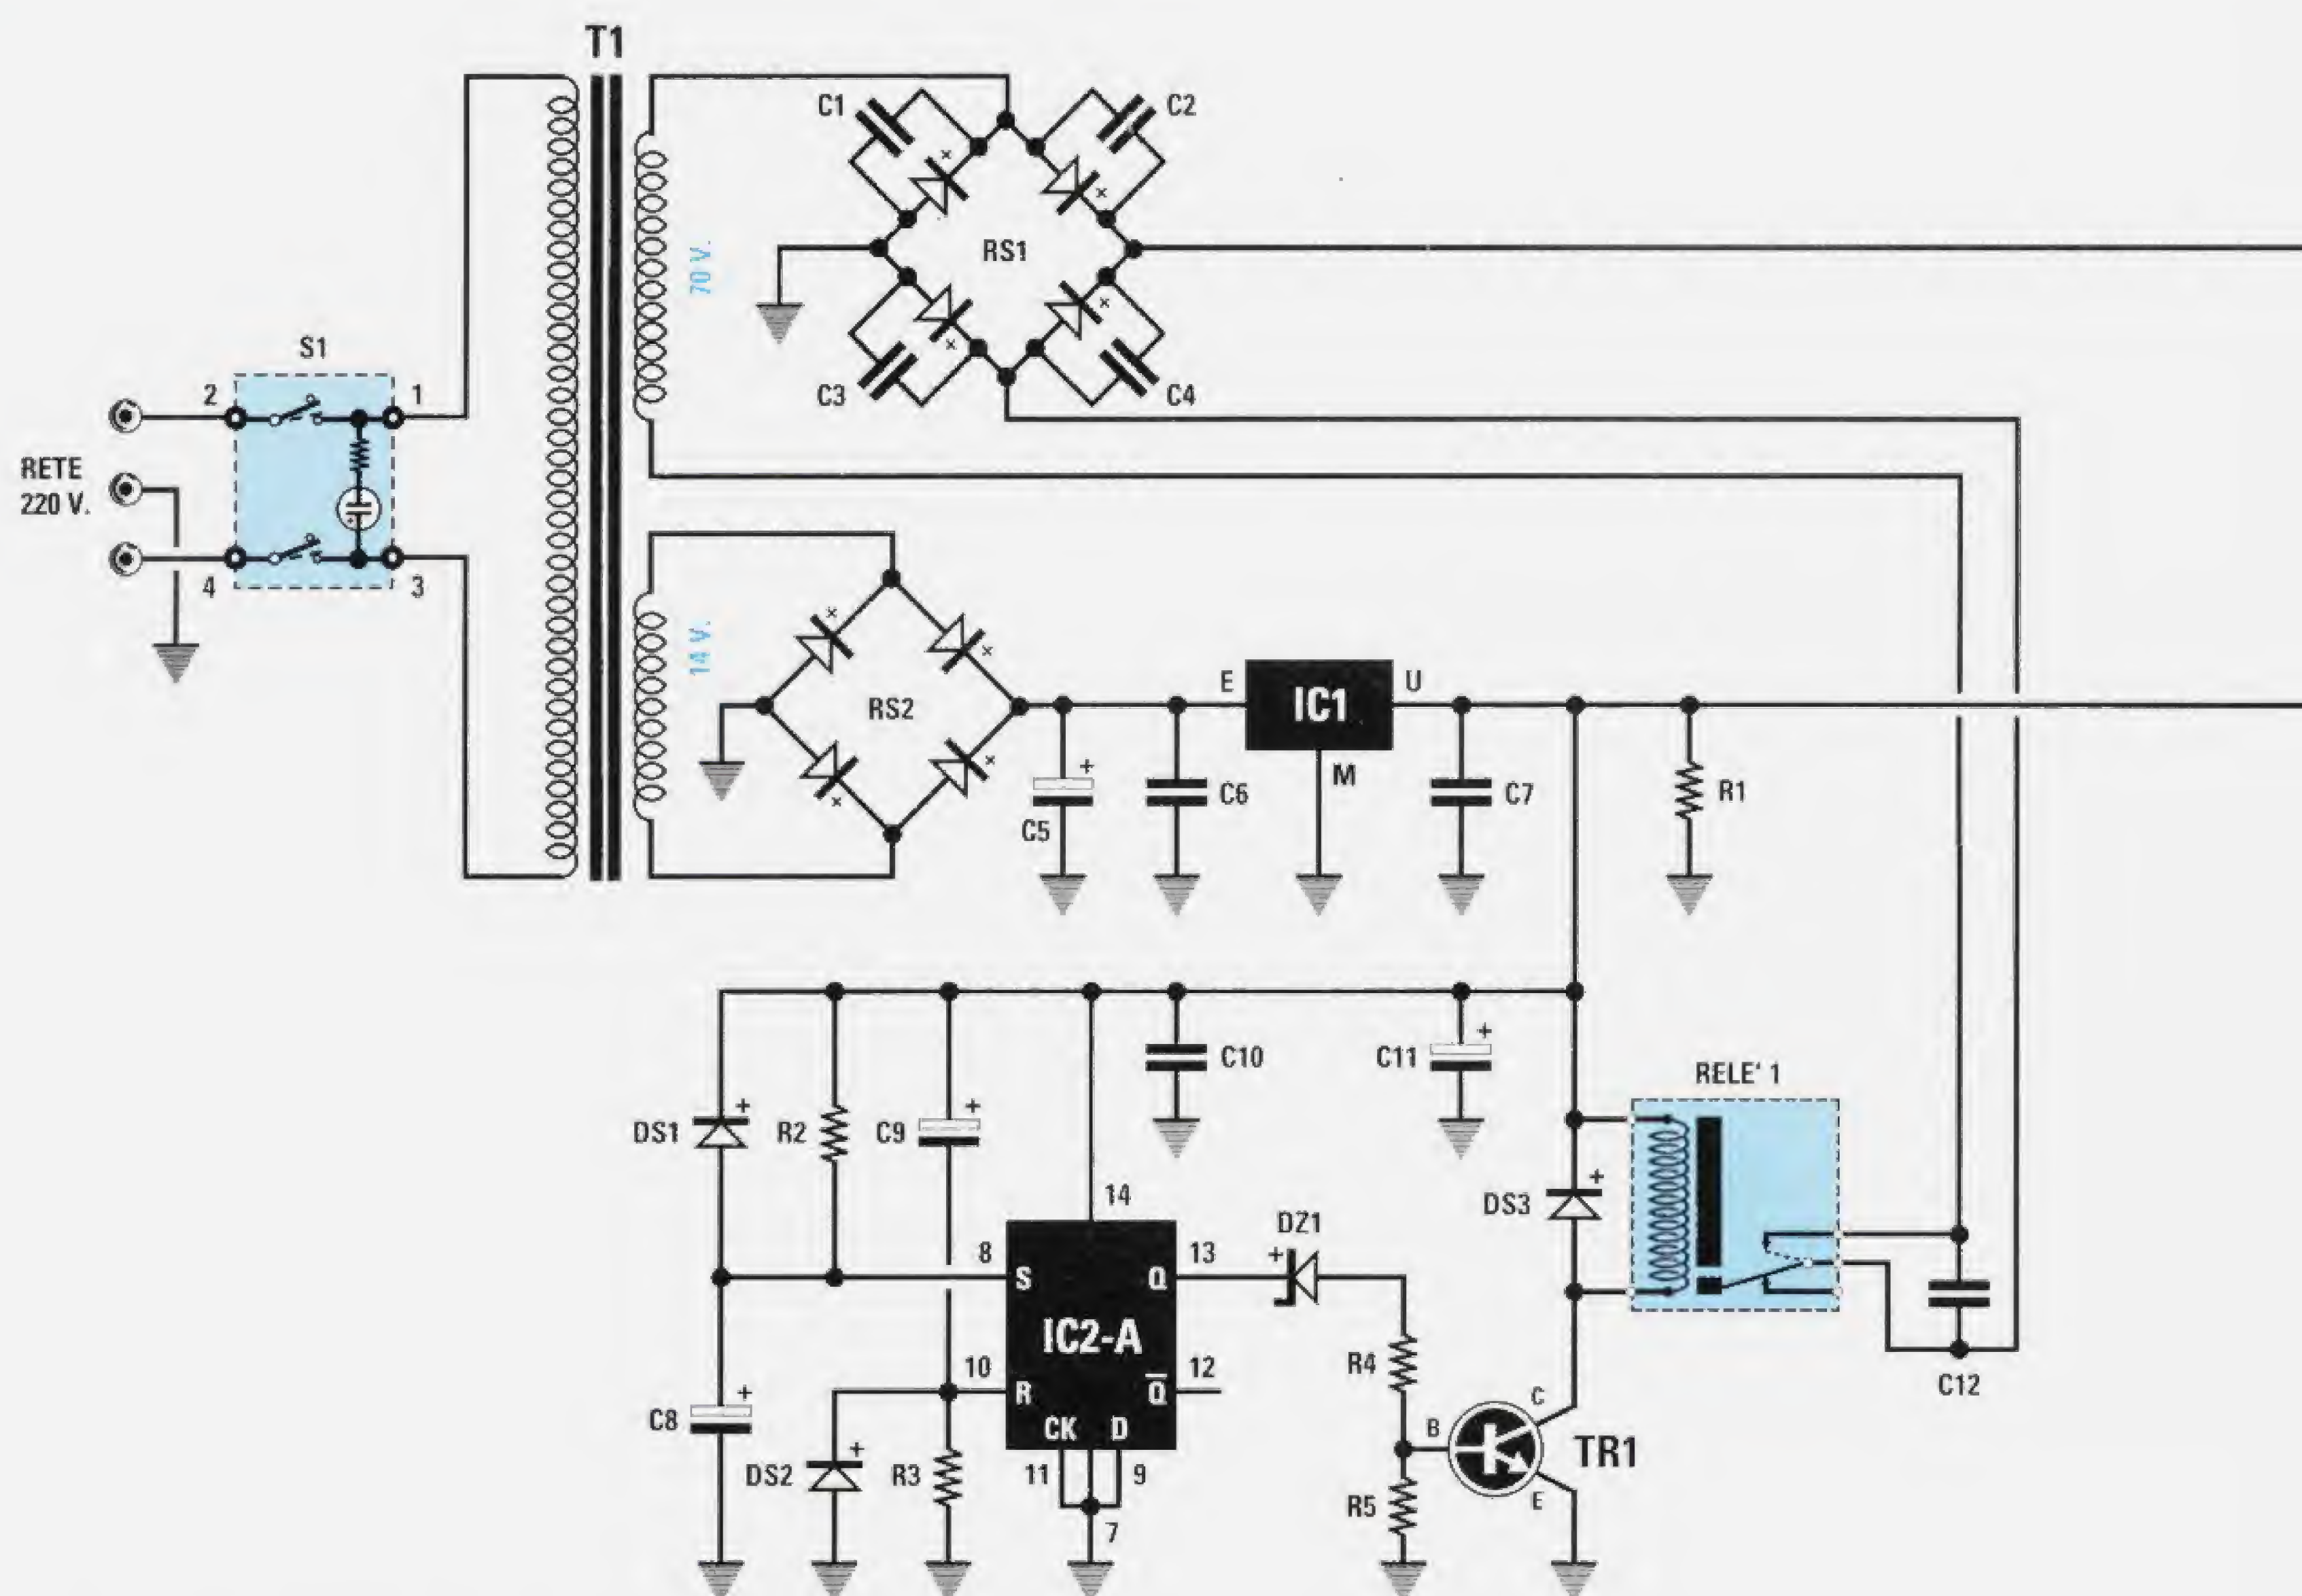 T1
C1
C2
RS1
70 V.
C3
C4
S1
2
1
RETE
220 V.
4
3
14 V.
RS2
E
IC1
U
M
C5
+
C6
C7
R1
DS1
+
R2
C9
+
C10
C11
+
RELE' 1
14
8
S
Q
13
DZ1
+
DS3
+
IC2-A
10
R
Q̅
12
CK
D
11
9
7
C8
+
DS2
+
R3
R4
R5
B
C
E
TR1
C12